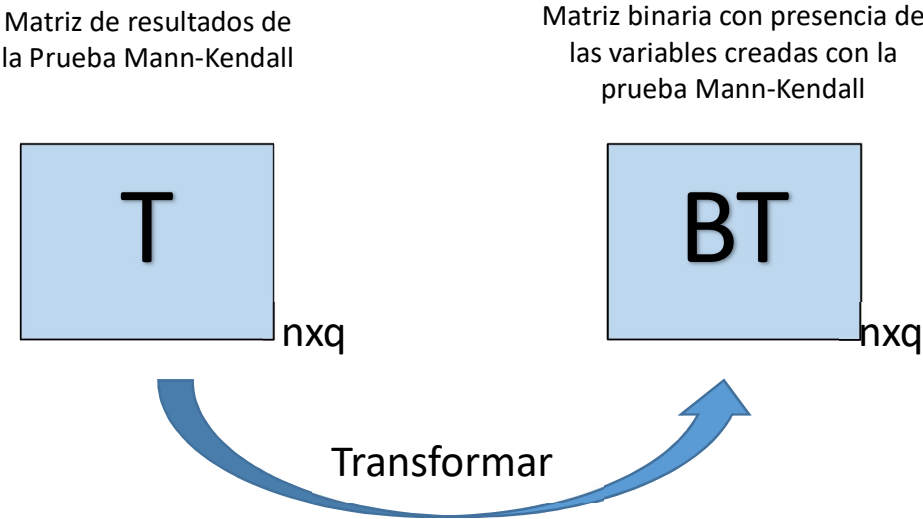 Matriz de resultados de
la Prueba Mann-Kendall
Matriz binaria con presencia de
las variables creadas con la
prueba Mann-Kendall
T
nxq
BT
nxq
Transformar